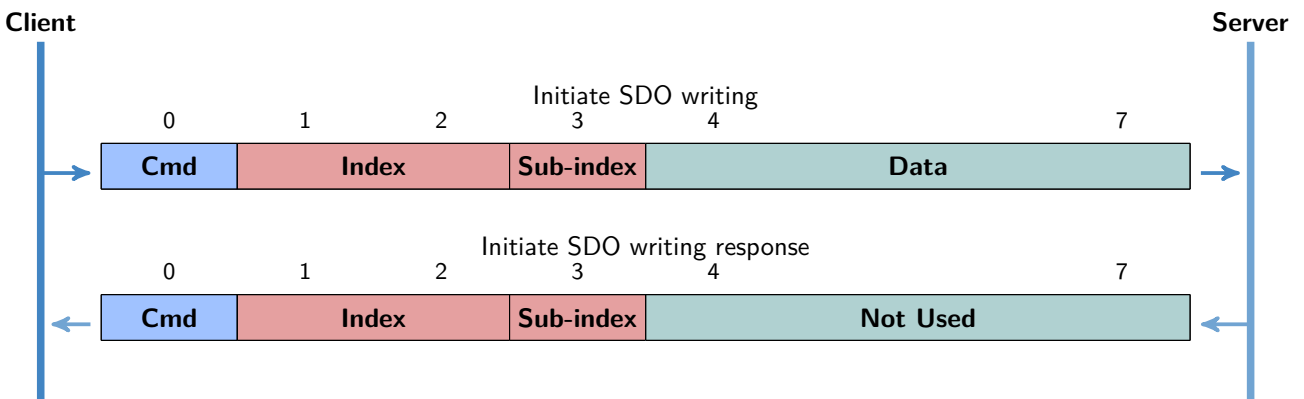 Client Server
Initiate SDO writing
0 1 2 3 4 7
Cmd Index Sub-index Data
Initiate SDO writing response
0 1 2 3 4 7
Cmd Index Sub-index Not Used